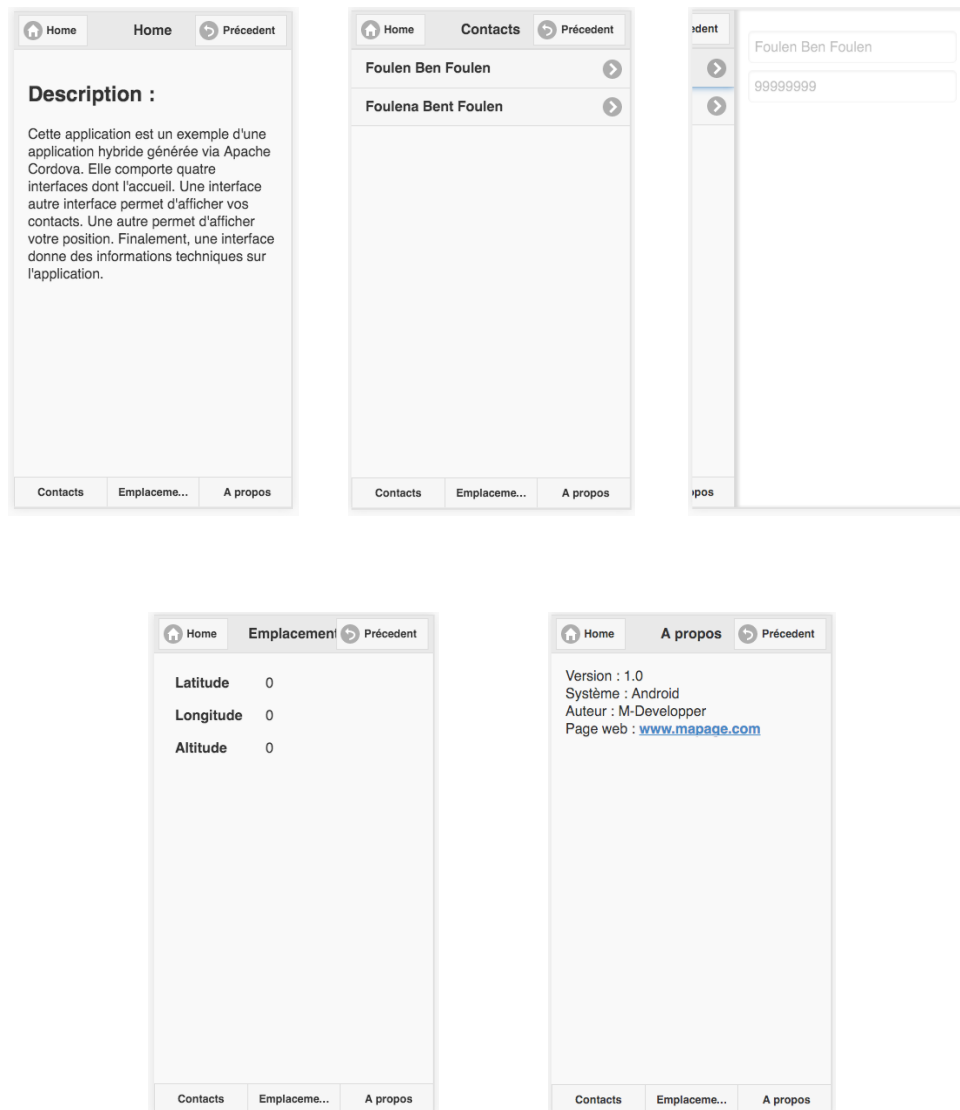 Home
Home
Précedent
Description :
Cette application est un exemple d'une
application hybride générée via Apache
Cordova. Elle comporte quatre
interfaces dont l'accueil. Une interface
autre interface permet d'afficher vos
contacts. Une autre permet d'afficher
votre position. Finalement, une interface
donne des informations techniques sur
l'application.
Contacts
Emplaceme...
A propos
Home
Contacts
Précedent
Foulen Ben Foulen
Foulena Bent Foulen
Contacts
Emplaceme...
A propos
edent
Foulen Ben Foulen
99999999
opos
Home
Emplacement
Précedent
Latitude 0
Longitude 0
Altitude 0
Contacts
Emplaceme...
A propos
Home
A propos
Précedent
Version : 1.0
Système : Android
Auteur : M-Developper
Page web : www.mapage.com
Contacts
Emplaceme...
A propos